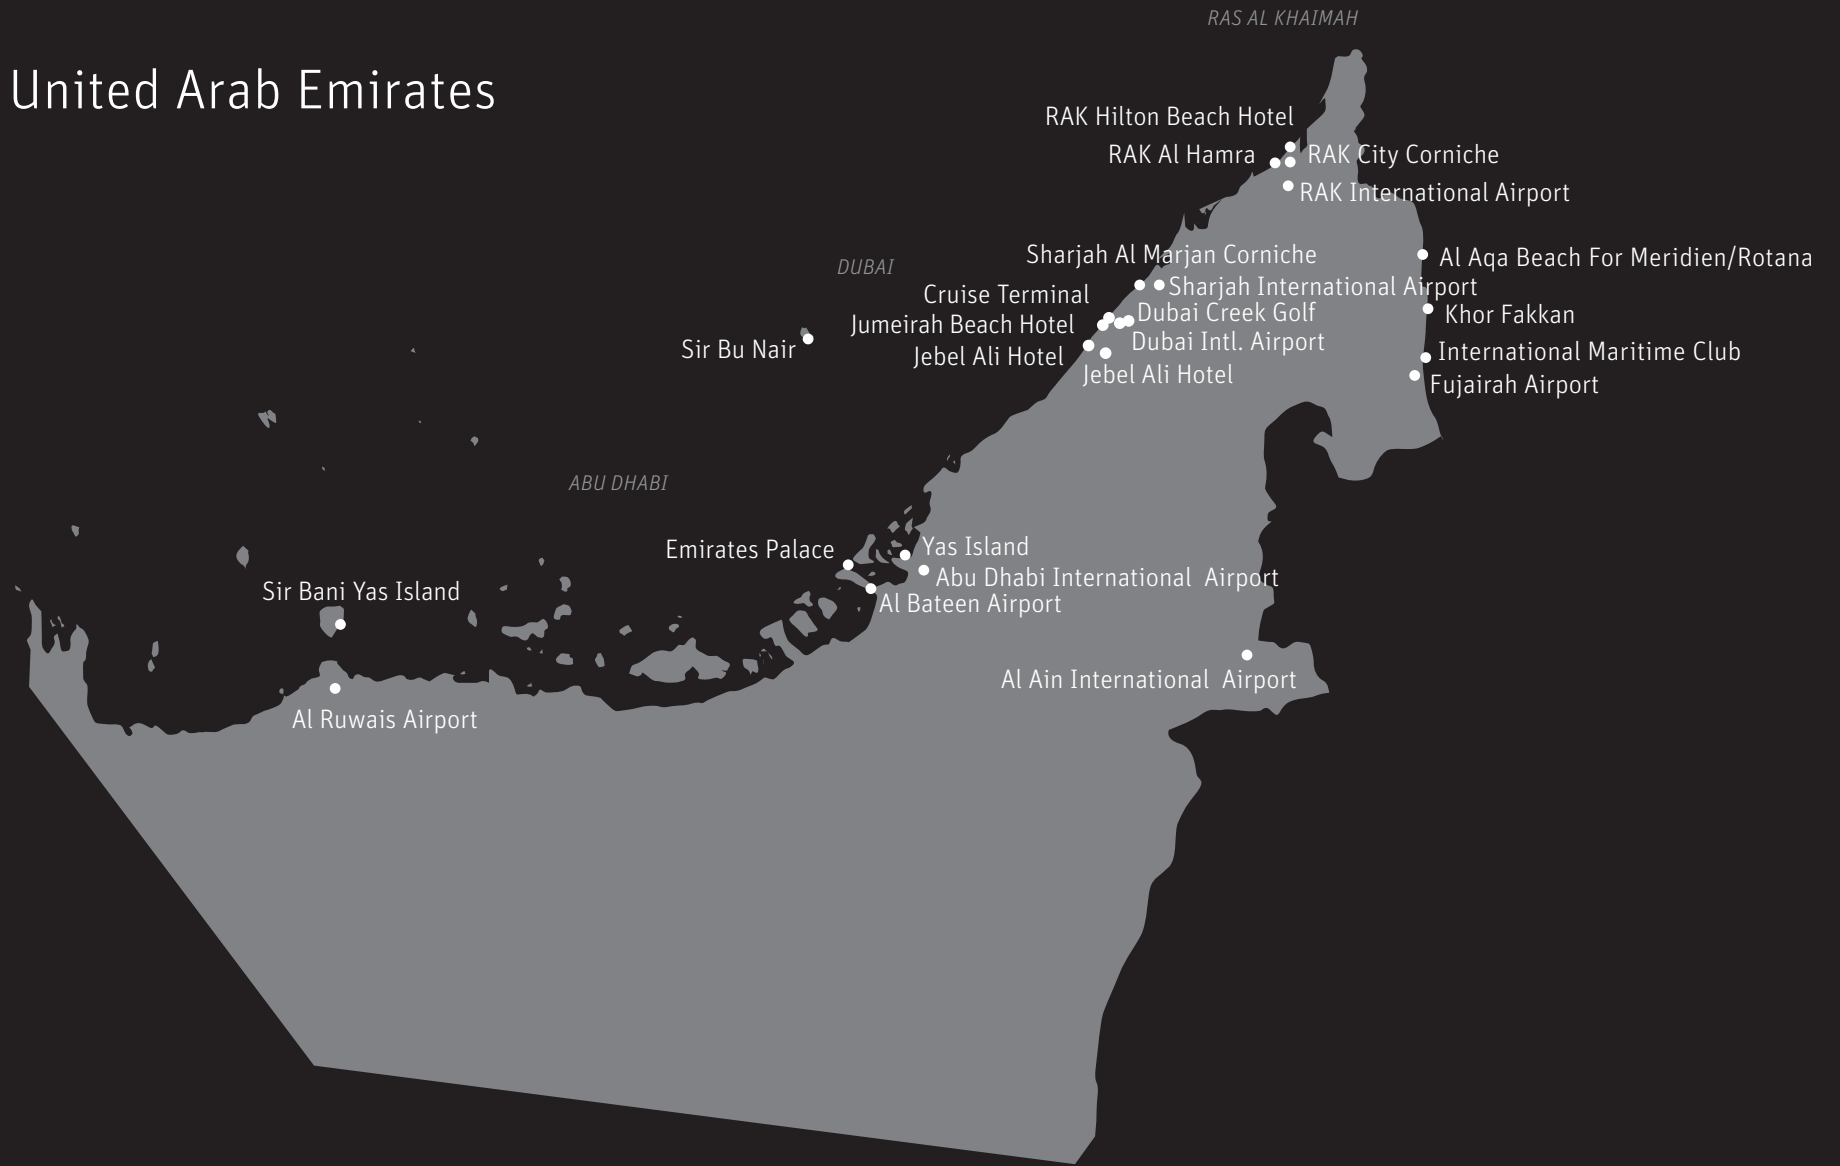 RAS AL KHAIMAH
United Arab Emirates
RAK Hilton Beach Hotel
RAK Al Hamra
RAK City Corniche
RAK International Airport
Sharjah Al Marjan Corniche
Al Aqa Beach For Meridien/Rotana
DUBAI
Sharjah International Airport
Cruise Terminal
Dubai Creek Golf
Khor Fakkan
Jumeirah Beach Hotel
Dubai Intl. Airport
Sir Bu Nair
Jebel Ali Hotel
International Maritime Club
Jebel Ali Hotel
Fujairah Airport
ABU DHABI
Emirates Palace
Yas Island
Abu Dhabi International Airport
Sir Bani Yas Island
Al Bateen Airport
Al Ain International Airport
Al Ruwais Airport